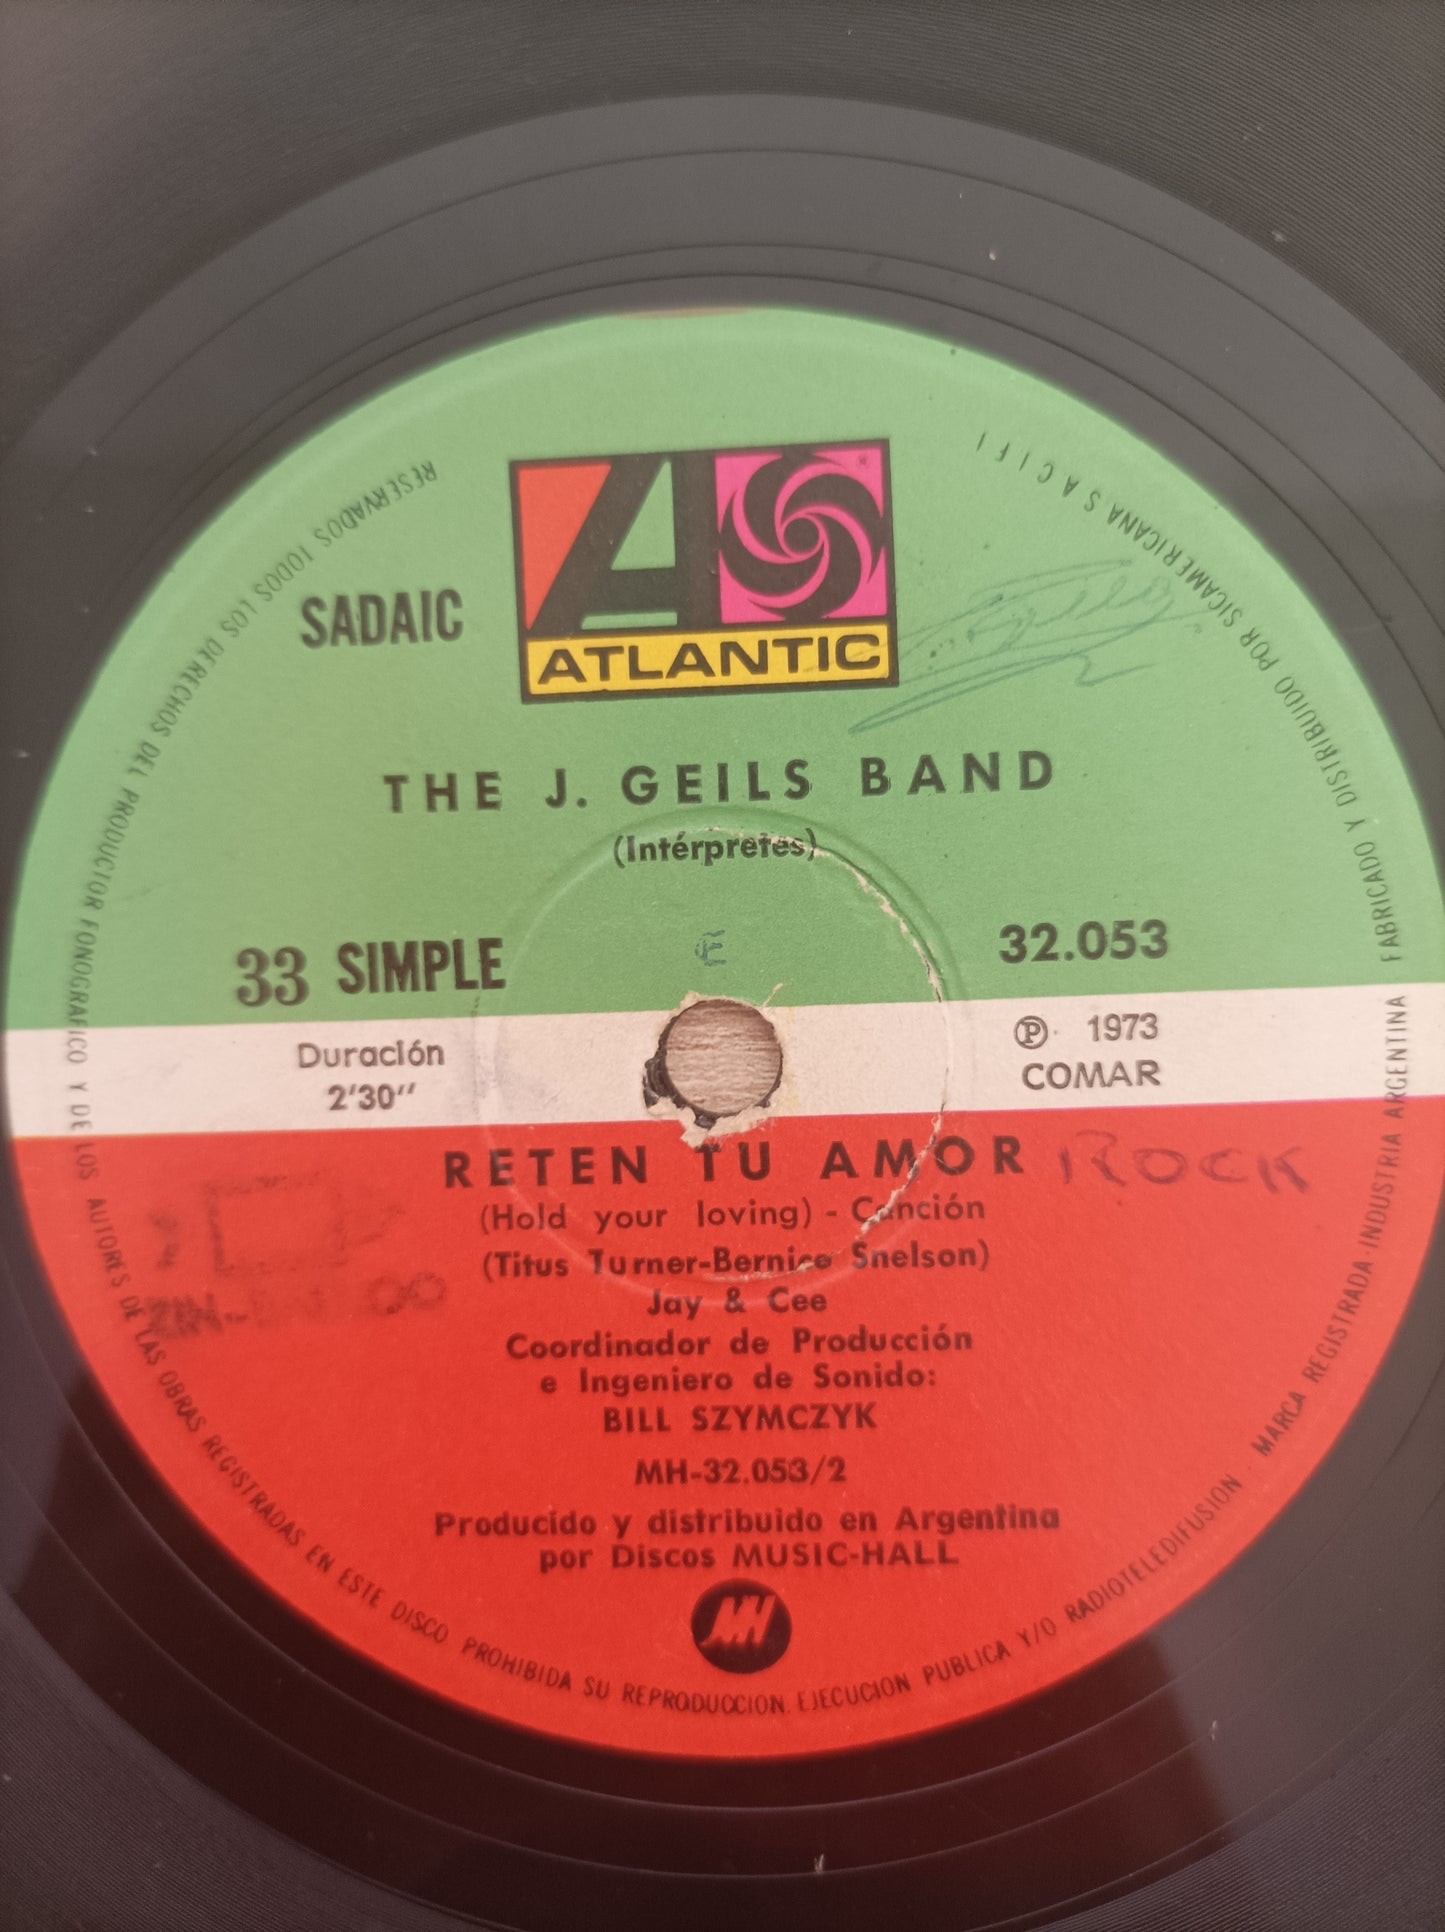 SADAIC
ATLANTIC
THE J. GEILS BAND
(Intérpretes)
33 SIMPLE
E
32.053
Duración
2'30''
Ⓟ 1973
COMAR
RETEN TU AMOR
ROCK
(Hold your loving) - Canción
(Titus Turner-Bernice Snelson)
Jay & Cee
Coordinador de Producción
e Ingeniero de Sonido:
BILL SZYMCZYK
MH-32.053/2
Producido y distribuido en Argentina
por Discos MUSIC-HALL
MH
RESERVADOS TODOS LOS DERECHOS DEL PRODUCTOR FONOGRAFICO Y DE LOS AUTORES DE LAS OBRAS REGISTRADAS EN ESTE DISCO PROHIBIDA SU REPRODUCCION. EJECUCION PUBLICA Y/O RADIOTELEDIFUSION · MARCA REGISTRADA · INDUSTRIA ARGENTINA FABRICADO Y DISTRIBUIDO POR SICAMERICANA S A C I F I